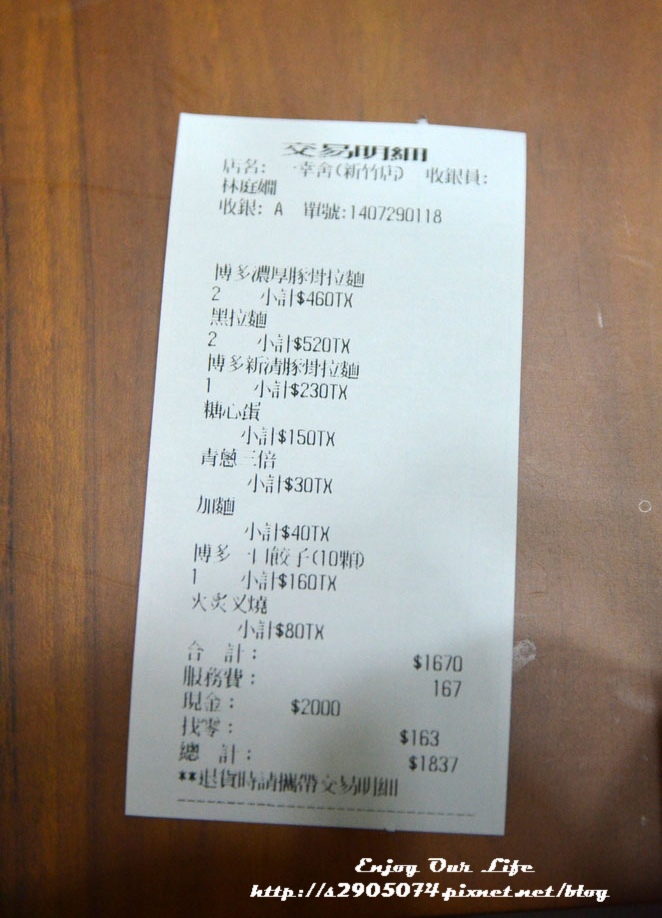 交易明細
店名: 一幸舍(新竹店) 收銀員:
林庭嫺
收銀: A 單號:1407290118
博多濃厚豚骨拉麵
2 小計$460TX
黑拉麵
2 小計$520TX
博多新清豚骨拉麵
1 小計$230TX
糖心蛋
小計$150TX
青蔥三倍
小計$30TX
加麵
小計$40TX
博多一口餃子(10顆)
1 小計$160TX
火炙叉燒
小計$80TX
合 計: $1670
服務費: 167
現金: $2000
找零: $163
總 計: $1837
**退貨時請攜帶交易明細
Enjoy Our Life
http://s2905074.pixnet.net/blog